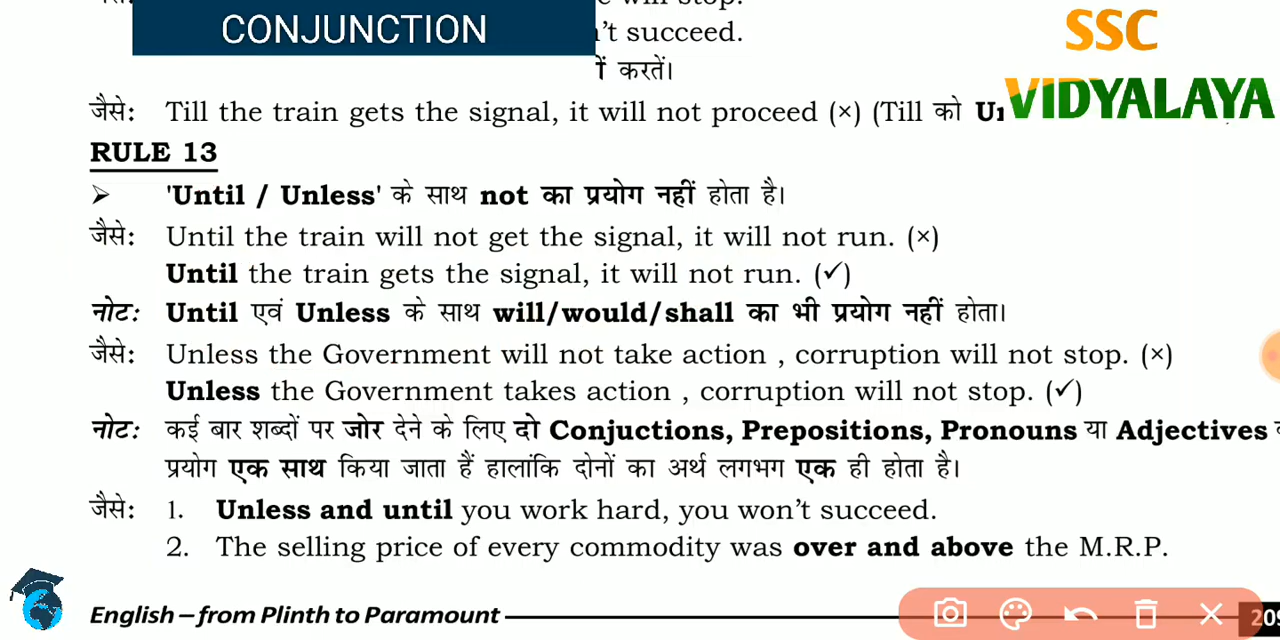 CONJUNCTION
will stop.
't succeed.
करतें।
SSC
VIDYALAYA
जैसे: Till the train gets the signal, it will not proceed (×) (Till को
RULE 13
➢ 'Until / Unless' के साथ not का प्रयोग नहीं होता है।
जैसे: Until the train will not get the signal, it will not run. (×)
Until the train gets the signal, it will not run. (✓)
नोट: Until एवं Unless के साथ will/would/shall का भी प्रयोग नहीं होता।
जैसे: Unless the Government will not take action , corruption will not stop. (×)
Unless the Government takes action , corruption will not stop. (✓)
नोट: कई बार शब्दों पर जोर देने के लिए दो Conjuctions, Prepositions, Pronouns या Adjectives
प्रयोग एक साथ किया जाता हैं हालांकि दोनों का अर्थ लगभग एक ही होता है।
जैसे: 1. Unless and until you work hard, you won't succeed.
2. The selling price of every commodity was over and above the M.R.P.
English – from Plinth to Paramount
209